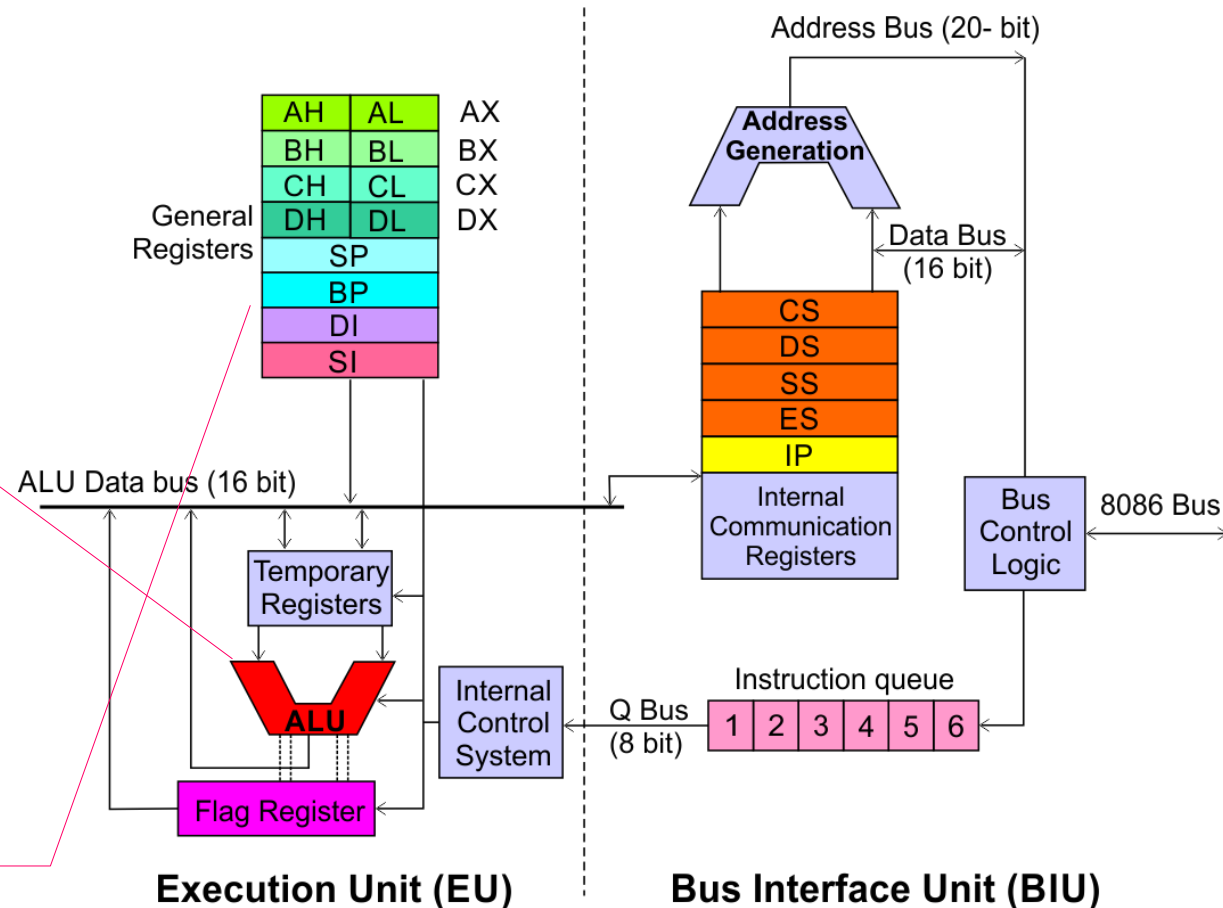 Address Bus (20- bit)
AH AL AX
BH BL BX
CH CL CX
DH DL DX
General
Registers
SP
BP
DI
SI
Address
Generation
Data Bus
(16 bit)
CS
DS
SS
ES
IP
Internal
Communication
Registers
ALU Data bus (16 bit)
Bus
Control
Logic
8086 Bus
Temporary
Registers
ALU
Internal
Control
System
Q Bus
(8 bit)
Instruction queue
1 2 3 4 5 6
Flag Register
Execution Unit (EU)
Bus Interface Unit (BIU)